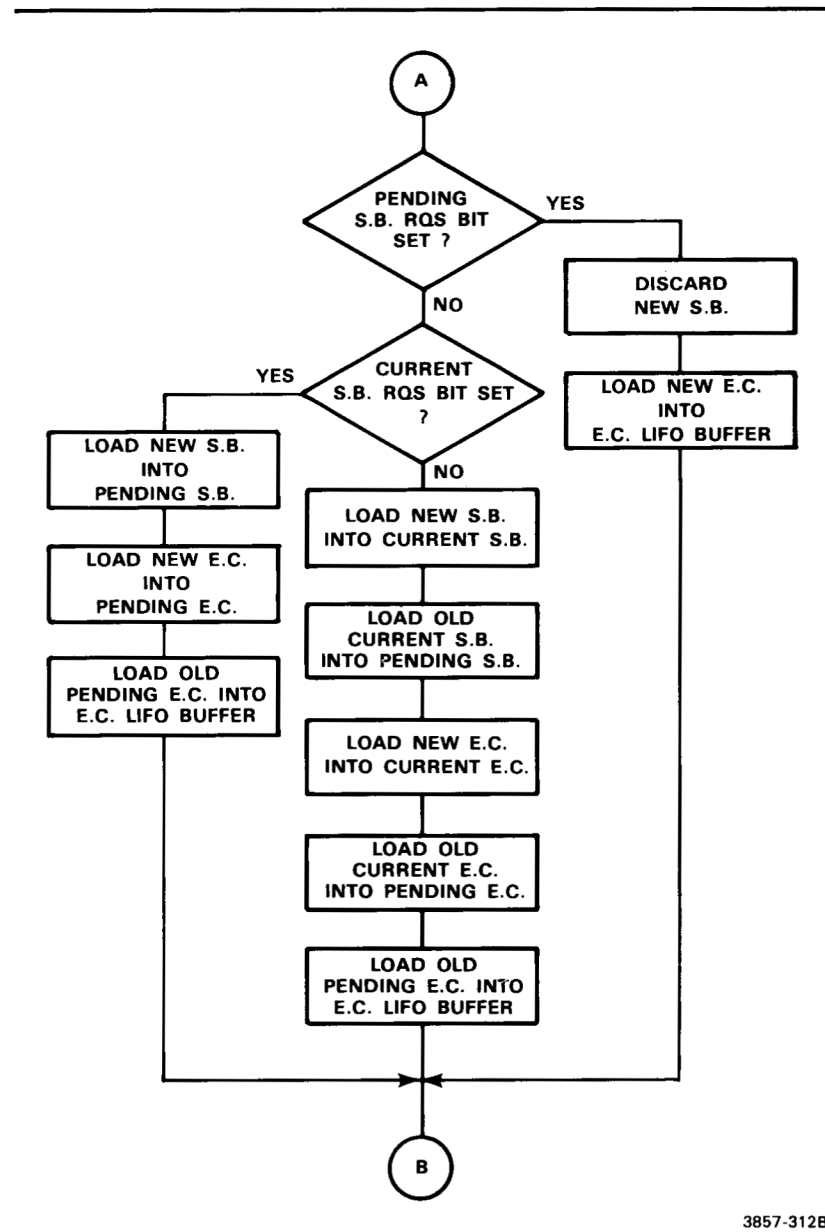 A
PENDING
S.B. RQS BIT
SET ?
YES
DISCARD
NEW S.B.
NO
LOAD NEW E.C.
INTO
E.C. LIFO BUFFER
CURRENT
S.B. RQS BIT SET
?
YES
LOAD NEW S.B.
INTO
PENDING S.B.
LOAD NEW E.C.
INTO
PENDING E.C.
LOAD OLD
PENDING E.C. INTO
E.C. LIFO BUFFER
NO
LOAD NEW S.B.
INTO CURRENT S.B.
LOAD OLD
CURRENT S.B.
INTO PENDING S.B.
LOAD NEW E.C.
INTO CURRENT E.C.
LOAD OLD
CURRENT E.C.
INTO PENDING E.C.
LOAD OLD
PENDING E.C. INTO
E.C. LIFO BUFFER
B
3857-312B